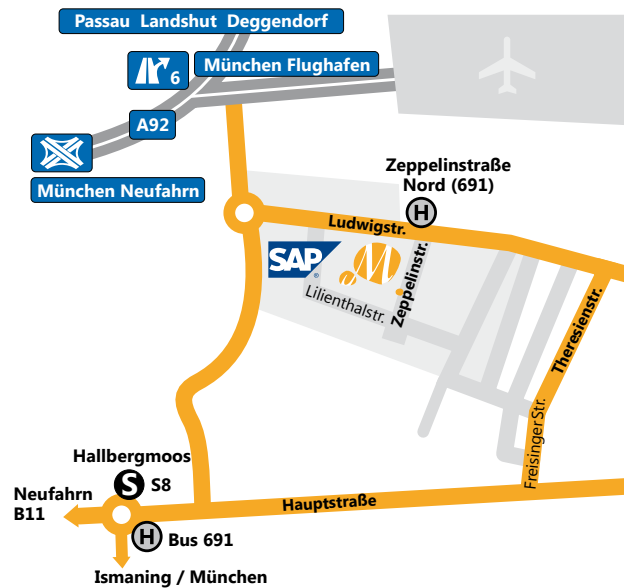 Passau Landshut Deggendorf
6
München Flughafen
A92
München Neufahrn
Zeppelinstraße
Nord (691)
H
Ludwigstr.
SAP
®
M
Zeppelinstr.
Lilienthalstr.
Theresienstr.
Freisinger Str.
Hallbergmoos
S
S8
Neufahrn
B11
Hauptstraße
H
Bus 691
Ismaning / München